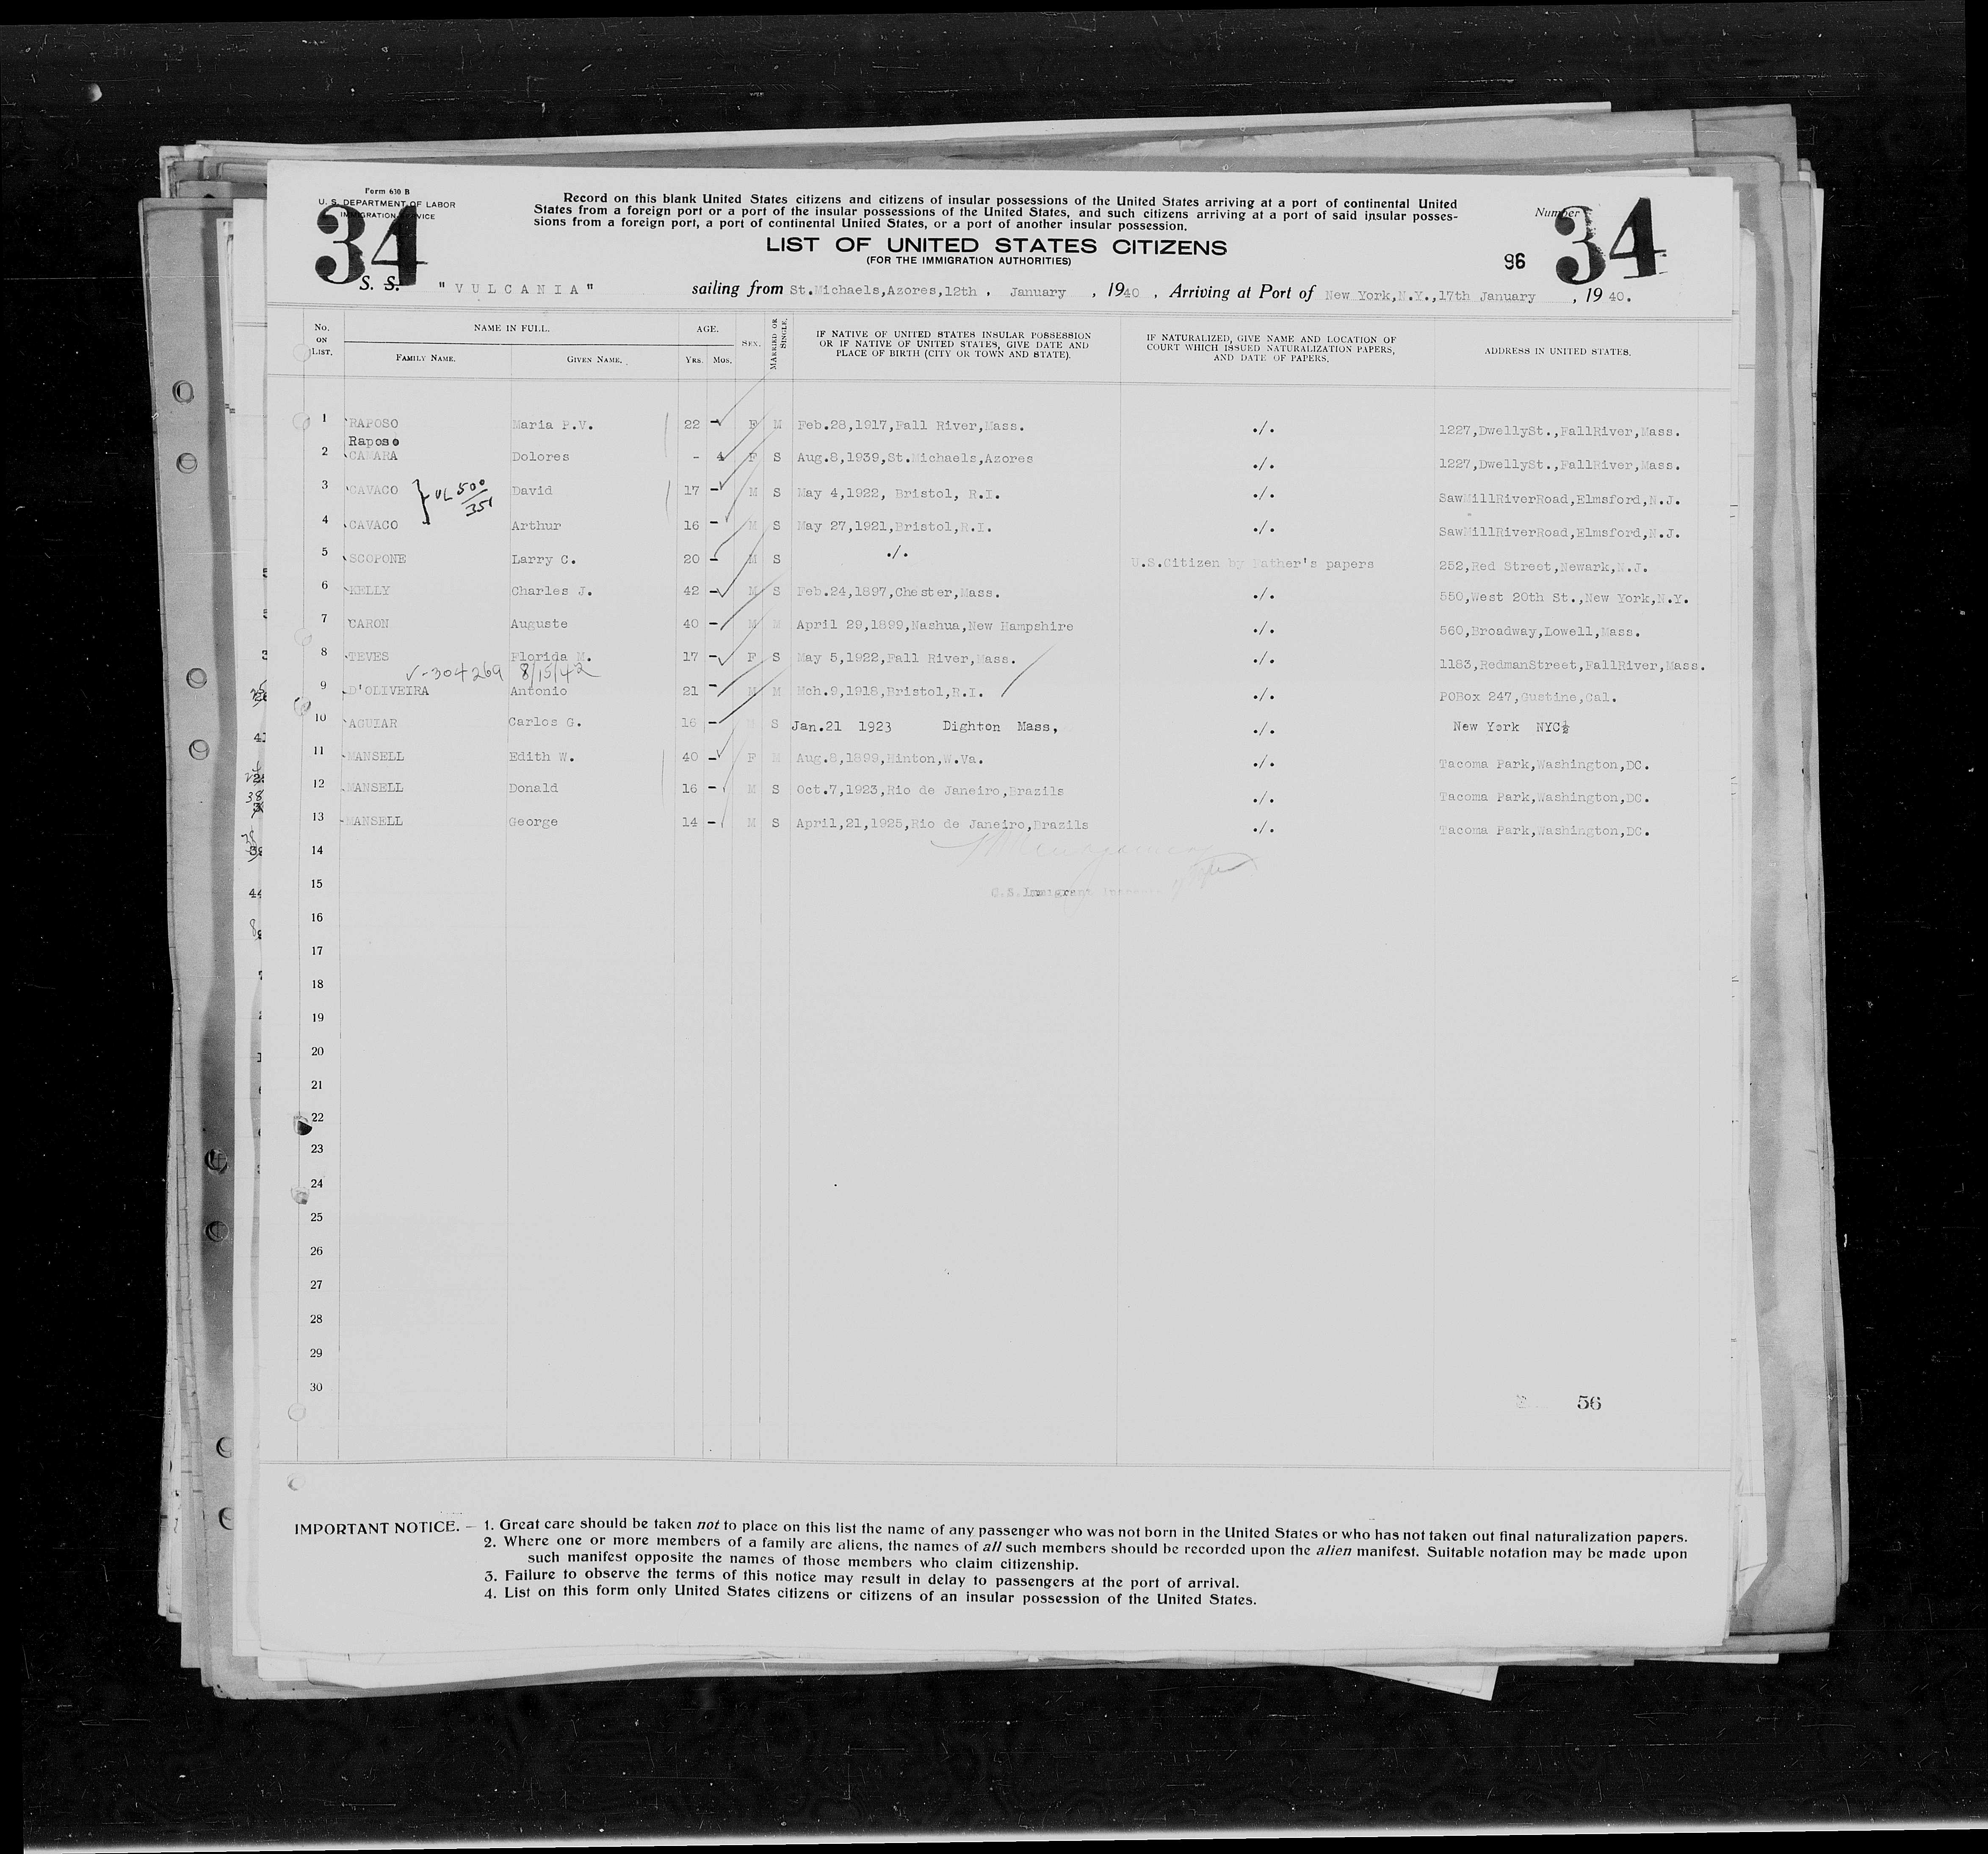 Form 630 B
U. S. DEPARTMENT OF LABOR
IMMIGRATION SERVICE
34
Record on this blank United States citizens and citizens of insular possessions of the United States arriving at a port of continental United
States from a foreign port or a port of the insular possessions of the United States, and such citizens arriving at a port of said insular posses-
sions from a foreign port, a port of continental United States, or a port of another insular possession.
LIST OF UNITED STATES CITIZENS
(FOR THE IMMIGRATION AUTHORITIES)
Number
34
96
S. S. "VULCANIA" sailing from St.Michaels,Azores,12th . January , 1940 , Arriving at Port of New York,N.Y.,17th January , 1940.
No. ON LIST. NAME IN FULL. AGE. SEX. MARRIED OR SINGLE. IF NATIVE OF UNITED STATES INSULAR POSSESSION OR IF NATIVE OF UNITED STATES, GIVE DATE AND PLACE OF BIRTH (CITY OR TOWN AND STATE). IF NATURALIZED, GIVE NAME AND LOCATION OF COURT WHICH ISSUED NATURALIZATION PAPERS, AND DATE OF PAPERS. ADDRESS IN UNITED STATES.
FAMILY NAME. GIVEN NAME. YRS. MOS.
1 RAPOSO Maria P.V. 22 - F M Feb.28,1917,Fall River,Mass. ./. 1227,DwellySt.,FallRiver,Mass.
Raposo
2 CAMARA Dolores - 4 F S Aug.8,1939,St.Michaels,Azores ./. 1227,DwellySt.,FallRiver,Mass.
3 CAVACO David 17 - M S May 4,1922, Bristol, R.I. ./. SawMillRiverRoad,Elmsford,N.J.
VL 500/351
4 CAVACO Arthur 16 - M S May 27,1921,Bristol,R.I. ./. SawMillRiverRoad,Elmsford,N.J.
5 SCOPONE Larry C. 20 - M S ./. U.S.Citizen by Father's papers 252,Red Street,Newark,N.J.
6 KELLY Charles J. 42 - M S Feb.24,1897,Chester,Mass. ./. 550,West 20th St.,New York,N.Y.
7 CARON Auguste 40 - M M April 29,1899,Nashua,New Hampshire ./. 560,Broadway,Lowell,Mass.
8 TEVES Florida M. 17 - F S May 5,1922,Fall River,Mass. ./. 1183,RedmanStreet,FallRiver,Mass.
V-304269 8/15/42
9 D'OLIVEIRA Antonio 21 - M M Mch.9,1918,Bristol,R.I. ./. POBox 247,Gustine,Cal.
10 AGUIAR Carlos G. 16 - M S Jan.21 1923 Dighton Mass, ./. New York NYC½
11 MANSELL Edith W. 40 - F M Aug.8,1899,Hinton,W.Va. ./. Tacoma Park,Washington,DC.
12 MANSELL Donald 16 - M S Oct.7,1923,Rio de Janeiro,Brazils ./. Tacoma Park,Washington,DC.
13 MANSELL George 14 - M S April,21,1925,Rio de Janeiro,Brazils ./. Tacoma Park,Washington,DC.
14
15 U.S.Immigrant
16
17
18
19
20
21
22
23
24
25
26
27
28
29
30
56
IMPORTANT NOTICE. — 1. Great care should be taken not to place on this list the name of any passenger who was not born in the United States or who has not taken out final naturalization papers.
2. Where one or more members of a family are aliens, the names of all such members should be recorded upon the alien manifest. Suitable notation may be made upon
such manifest opposite the names of those members who claim citizenship.
3. Failure to observe the terms of this notice may result in delay to passengers at the port of arrival.
4. List on this form only United States citizens or citizens of an insular possession of the United States.